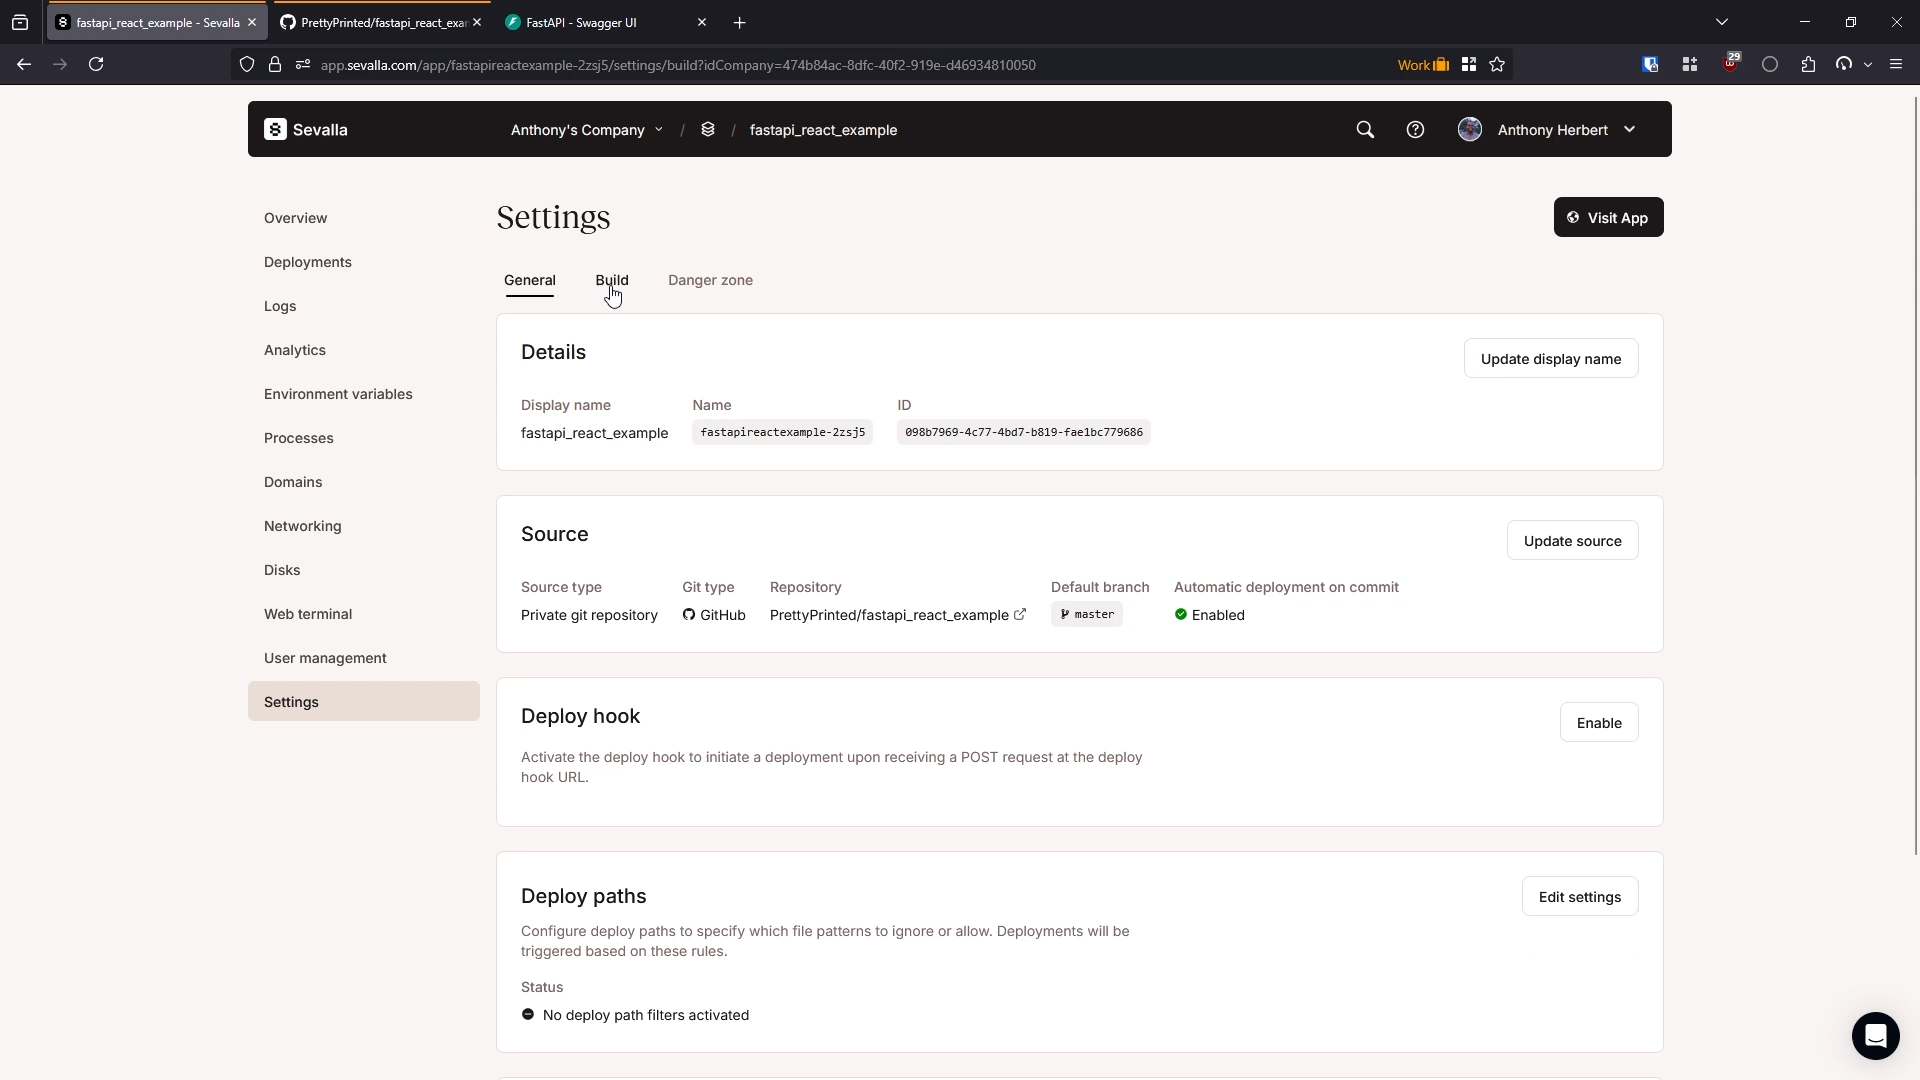 fastapi_react_example - Sevalla
PrettyPrinted/fastapi_react_exam
FastAPI - Swagger UI
app.sevalla.com/app/fastapireactexample-2zsj5/settings/build?idCompany=474b84ac-8dfc-40f2-919e-d46934810050
Work
29
Sevalla
Anthony's Company / / fastapi_react_example
Anthony Herbert
Overview
Deployments
Logs
Analytics
Environment variables
Processes
Domains
Networking
Disks
Web terminal
User management
Settings
Settings
Visit App
General Build Danger zone
Details
Update display name
Display name Name ID
fastapi_react_example fastapireactexample-2zsj5 098b7969-4c77-4bd7-b819-fae1bc779686
Source
Update source
Source type Git type Repository Default branch Automatic deployment on commit
Private git repository GitHub PrettyPrinted/fastapi_react_example master Enabled
Deploy hook
Enable
Activate the deploy hook to initiate a deployment upon receiving a POST request at the deploy
hook URL.
Deploy paths
Edit settings
Configure deploy paths to specify which file patterns to ignore or allow. Deployments will be
triggered based on these rules.
Status
No deploy path filters activated